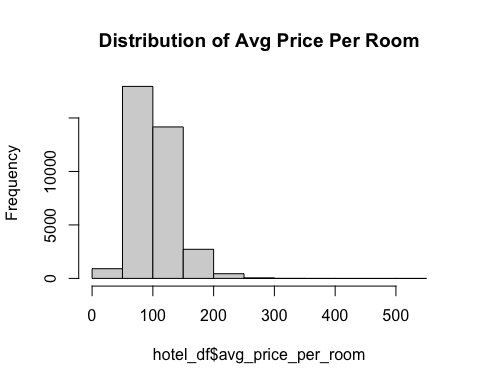 Distribution of Avg Price Per Room
Frequency
10000
5000
0
0 100 200 300 400 500
hotel_df$avg_price_per_room